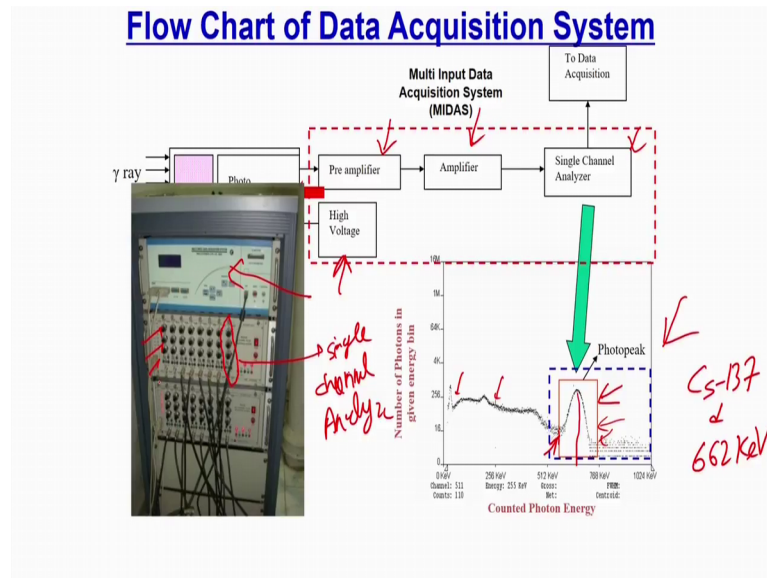 Flow Chart of Data Acquisition System
To Data
Acquisition
Multi Input Data
Acquisition System
(MIDAS)
γ ray
Photo
Pre amplifier
Amplifier
Single Channel
Analyzer
High
Voltage
single
channel
Number of Photons in
given energy bin
16M
1M
64K
4K
256
16
0
Photopeak
Cs-137
662 KeV
0 KeV
256 KeV
512 KeV
768 KeV
1024 KeV
Channel: 511
Energy: 255 KeV
Gross:
FWHM:
Counts: 110
Net:
Centroid:
Counted Photon Energy